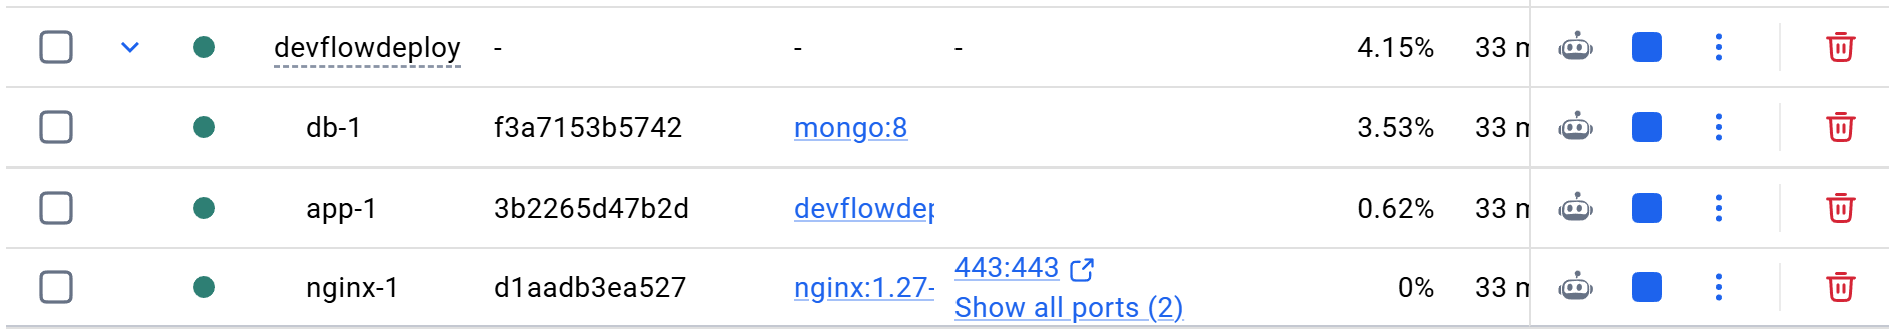 devflowdeploy - - - 4.15% 33 m
db-1 f3a7153b5742 mongo:8 3.53% 33 m
app-1 3b2265d47b2d devflowdep 0.62% 33 m
nginx-1 d1aadb3ea527 nginx:1.27- 443:443 0% 33 m
Show all ports (2)